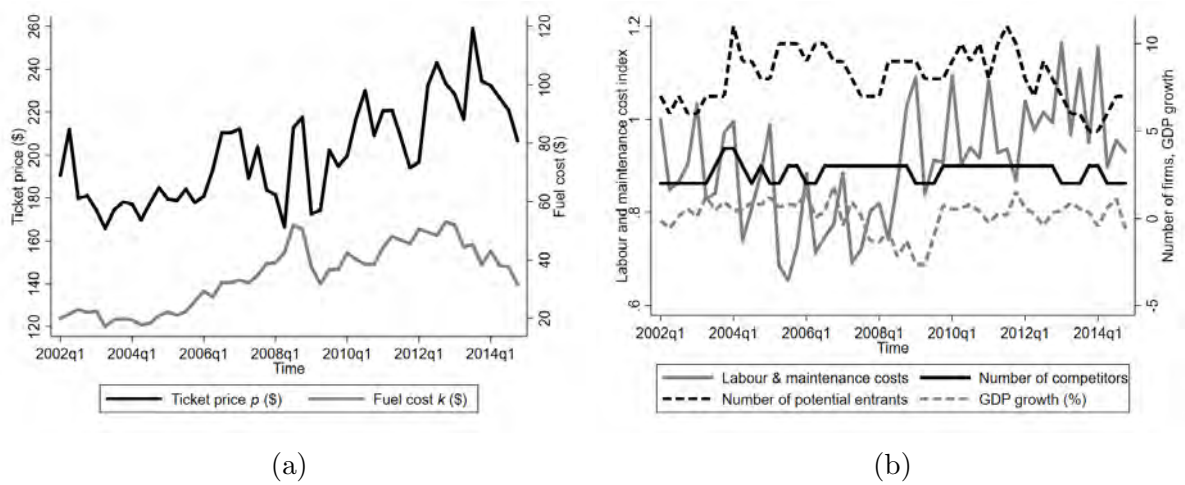 Ticket price ($)
120 140 160 180 200 220 240 260
Fuel cost ($)
20 40 60 80 100 120
2002q1 2004q1 2006q1 2008q1 2010q1 2012q1 2014q1
Time
Ticket price p ($) Fuel cost k ($)
(a)
Labour and maintenance cost index
.6 .8 1 1.2
Number of firms, GDP growth
-5 0 5 10
2002q1 2004q1 2006q1 2008q1 2010q1 2012q1 2014q1
Time
Labour & maintenance costs Number of competitors
Number of potential entrants GDP growth (%)
(b)